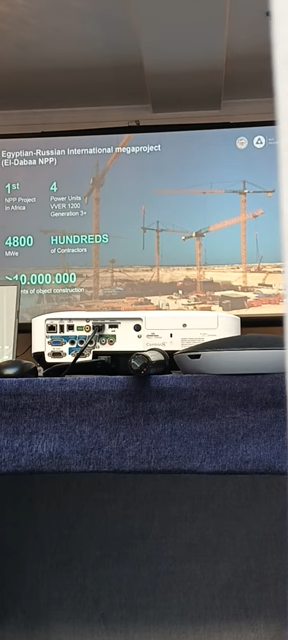 Egyptian-Russian International megaproject
(El-Dabaa NPP)
1st
NPP Project
In Africa
4
Power Units
VVER 1200
Generation 3+
4800
MWe
HUNDREDS
of Contractors
10,000,000
of object construction